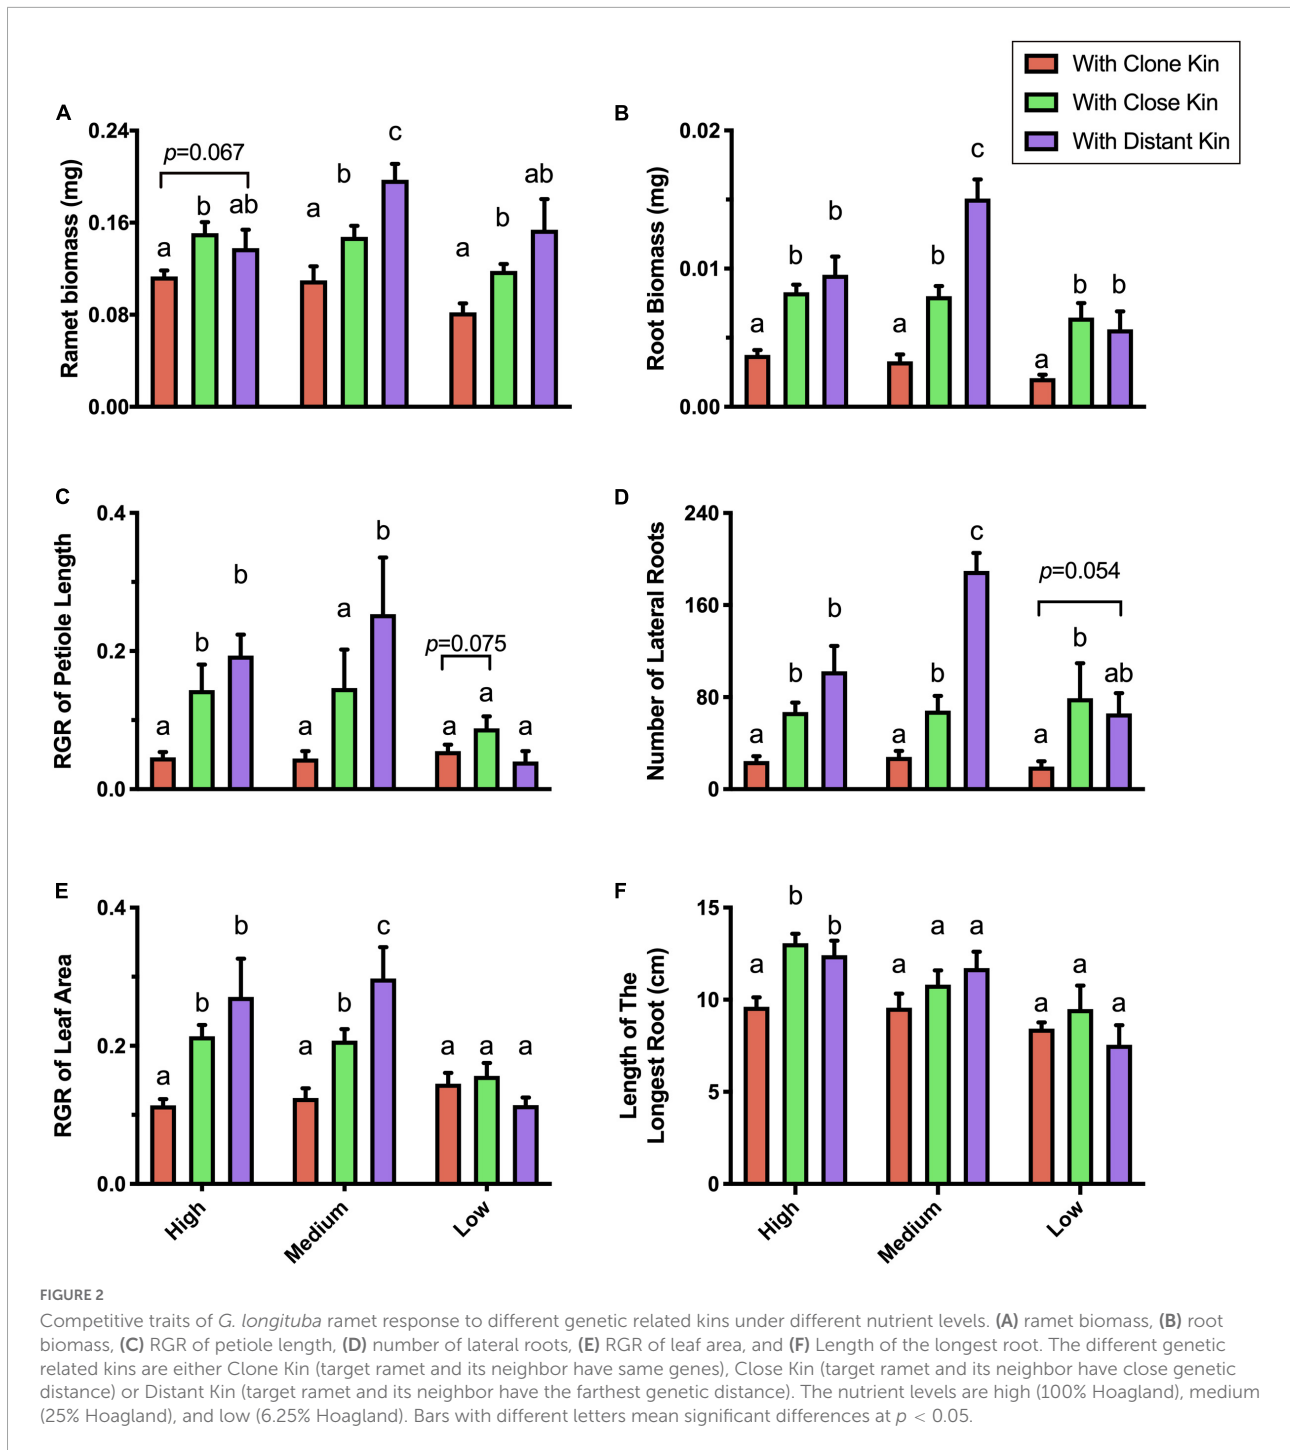 With Clone Kin
With Close Kin
With Distant Kin
A
Ramet biomass (mg)
0.24
0.16
0.08
0.00
p=0.067
a b ab
a b c
a b ab
B
Root Biomass (mg)
0.02
0.01
0.00
a b b
a b c
a b b
C
RGR of Petiole Length
0.4
0.2
0.0
a b b
a a b
p=0.075
a a a
D
Number of Lateral Roots
240
160
80
0
a b b
a b c
p=0.054
a b ab
E
RGR of Leaf Area
0.4
0.2
0.0
a b b
a b c
a a a
High
Medium
Low
F
Length of The
Longest Root (cm)
15
10
5
0
a b b
a a a
a a a
High
Medium
Low
FIGURE 2
Competitive traits of G. longituba ramet response to different genetic related kins under different nutrient levels. (A) ramet biomass, (B) root
biomass, (C) RGR of petiole length, (D) number of lateral roots, (E) RGR of leaf area, and (F) Length of the longest root. The different genetic
related kins are either Clone Kin (target ramet and its neighbor have same genes), Close Kin (target ramet and its neighbor have close genetic
distance) or Distant Kin (target ramet and its neighbor have the farthest genetic distance). The nutrient levels are high (100% Hoagland), medium
(25% Hoagland), and low (6.25% Hoagland). Bars with different letters mean significant differences at p < 0.05.